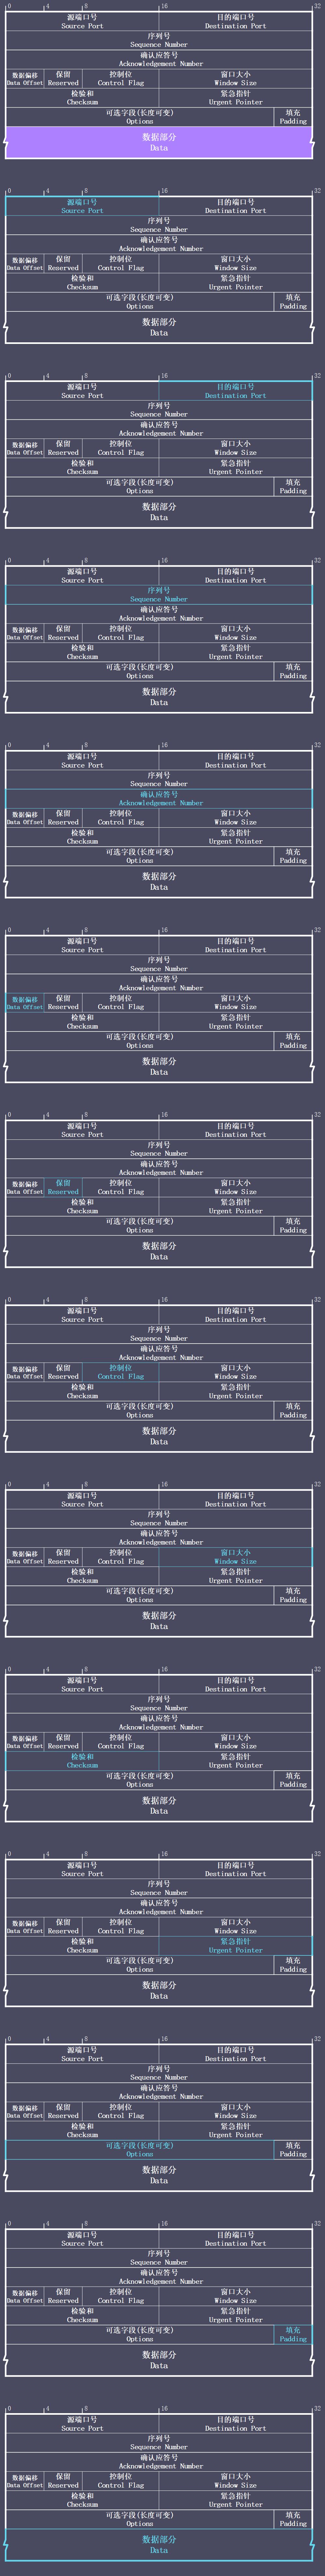 0 4 8 16 32
源端口号 目的端口号
Source Port Destination Port
序列号
Sequence Number
确认应答号
Acknowledgement Number
数据偏移 保留 控制位 窗口大小
Data Offset Reserved Control Flag Window Size
检验和 紧急指针
Checksum Urgent Pointer
可选字段(长度可变) 填充
Options Padding
数据部分
Data
0 4 8 16 32
源端口号 目的端口号
Source Port Destination Port
序列号
Sequence Number
确认应答号
Acknowledgement Number
数据偏移 保留 控制位 窗口大小
Data Offset Reserved Control Flag Window Size
检验和 紧急指针
Checksum Urgent Pointer
可选字段(长度可变) 填充
Options Padding
数据部分
Data
0 4 8 16 32
源端口号 目的端口号
Source Port Destination Port
序列号
Sequence Number
确认应答号
Acknowledgement Number
数据偏移 保留 控制位 窗口大小
Data Offset Reserved Control Flag Window Size
检验和 紧急指针
Checksum Urgent Pointer
可选字段(长度可变) 填充
Options Padding
数据部分
Data
0 4 8 16 32
源端口号 目的端口号
Source Port Destination Port
序列号
Sequence Number
确认应答号
Acknowledgement Number
数据偏移 保留 控制位 窗口大小
Data Offset Reserved Control Flag Window Size
检验和 紧急指针
Checksum Urgent Pointer
可选字段(长度可变) 填充
Options Padding
数据部分
Data
0 4 8 16 32
源端口号 目的端口号
Source Port Destination Port
序列号
Sequence Number
确认应答号
Acknowledgement Number
数据偏移 保留 控制位 窗口大小
Data Offset Reserved Control Flag Window Size
检验和 紧急指针
Checksum Urgent Pointer
可选字段(长度可变) 填充
Options Padding
数据部分
Data
0 4 8 16 32
源端口号 目的端口号
Source Port Destination Port
序列号
Sequence Number
确认应答号
Acknowledgement Number
数据偏移 保留 控制位 窗口大小
Data Offset Reserved Control Flag Window Size
检验和 紧急指针
Checksum Urgent Pointer
可选字段(长度可变) 填充
Options Padding
数据部分
Data
0 4 8 16 32
源端口号 目的端口号
Source Port Destination Port
序列号
Sequence Number
确认应答号
Acknowledgement Number
数据偏移 保留 控制位 窗口大小
Data Offset Reserved Control Flag Window Size
检验和 紧急指针
Checksum Urgent Pointer
可选字段(长度可变) 填充
Options Padding
数据部分
Data
0 4 8 16 32
源端口号 目的端口号
Source Port Destination Port
序列号
Sequence Number
确认应答号
Acknowledgement Number
数据偏移 保留 控制位 窗口大小
Data Offset Reserved Control Flag Window Size
检验和 紧急指针
Checksum Urgent Pointer
可选字段(长度可变) 填充
Options Padding
数据部分
Data
0 4 8 16 32
源端口号 目的端口号
Source Port Destination Port
序列号
Sequence Number
确认应答号
Acknowledgement Number
数据偏移 保留 控制位 窗口大小
Data Offset Reserved Control Flag Window Size
检验和 紧急指针
Checksum Urgent Pointer
可选字段(长度可变) 填充
Options Padding
数据部分
Data
0 4 8 16 32
源端口号 目的端口号
Source Port Destination Port
序列号
Sequence Number
确认应答号
Acknowledgement Number
数据偏移 保留 控制位 窗口大小
Data Offset Reserved Control Flag Window Size
检验和 紧急指针
Checksum Urgent Pointer
可选字段(长度可变) 填充
Options Padding
数据部分
Data
0 4 8 16 32
源端口号 目的端口号
Source Port Destination Port
序列号
Sequence Number
确认应答号
Acknowledgement Number
数据偏移 保留 控制位 窗口大小
Data Offset Reserved Control Flag Window Size
检验和 紧急指针
Checksum Urgent Pointer
可选字段(长度可变) 填充
Options Padding
数据部分
Data
0 4 8 16 32
源端口号 目的端口号
Source Port Destination Port
序列号
Sequence Number
确认应答号
Acknowledgement Number
数据偏移 保留 控制位 窗口大小
Data Offset Reserved Control Flag Window Size
检验和 紧急指针
Checksum Urgent Pointer
可选字段(长度可变) 填充
Options Padding
数据部分
Data
0 4 8 16 32
源端口号 目的端口号
Source Port Destination Port
序列号
Sequence Number
确认应答号
Acknowledgement Number
数据偏移 保留 控制位 窗口大小
Data Offset Reserved Control Flag Window Size
检验和 紧急指针
Checksum Urgent Pointer
可选字段(长度可变) 填充
Options Padding
数据部分
Data
0 4 8 16 32
源端口号 目的端口号
Source Port Destination Port
序列号
Sequence Number
确认应答号
Acknowledgement Number
数据偏移 保留 控制位 窗口大小
Data Offset Reserved Control Flag Window Size
检验和 紧急指针
Checksum Urgent Pointer
可选字段(长度可变) 填充
Options Padding
数据部分
Data